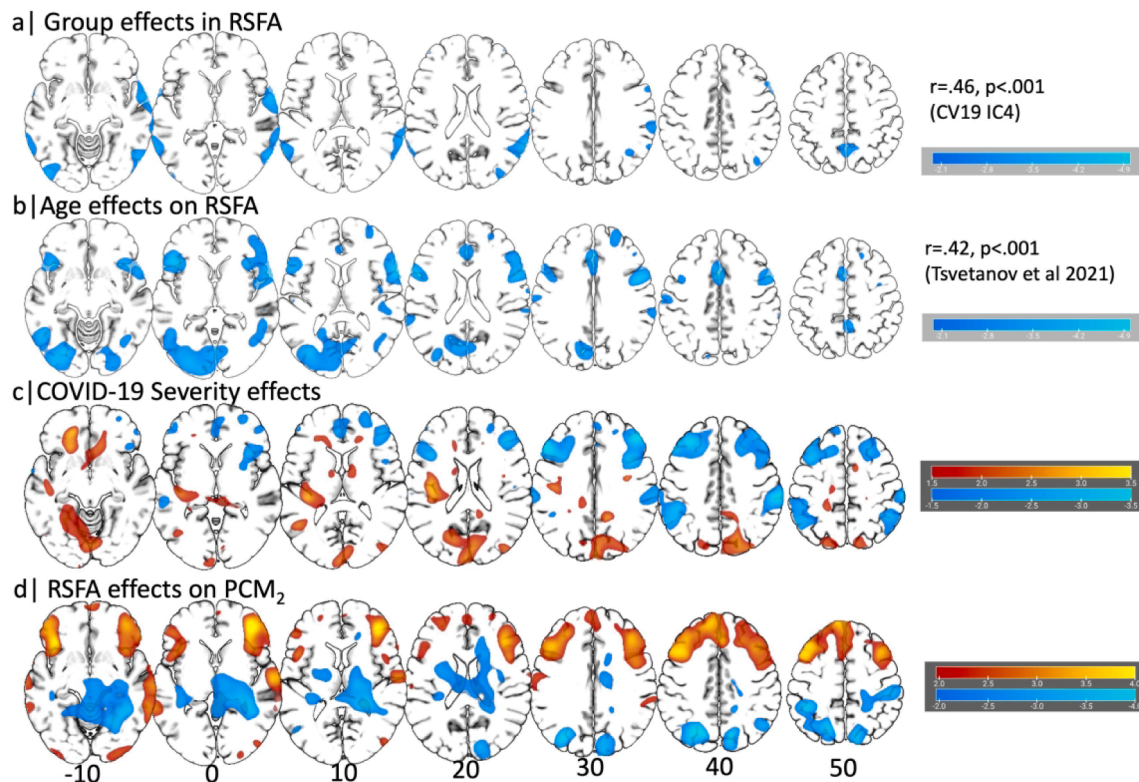 a| Group effects in RSFA
r=.46, p<.001
(CV19 IC4)
-2.1 -2.8 -3.5 -4.2 -4.9
b|Age effects on RSFA
r=.42, p<.001
(Tsvetanov et al 2021)
-2.1 -2.8 -3.5 -4.2 -4.9
c|COVID-19 Severity effects
1.5 2.0 2.5 3.0 3.5
-1.5 -2.0 -2.5 -3.0 -3.5
d| RSFA effects on PCM₂
2.0 2.5 3.0 3.5 4.0
-2.0 -2.5 -3.0 -3.5 -4.0
-10 0 10 20 30 40 50